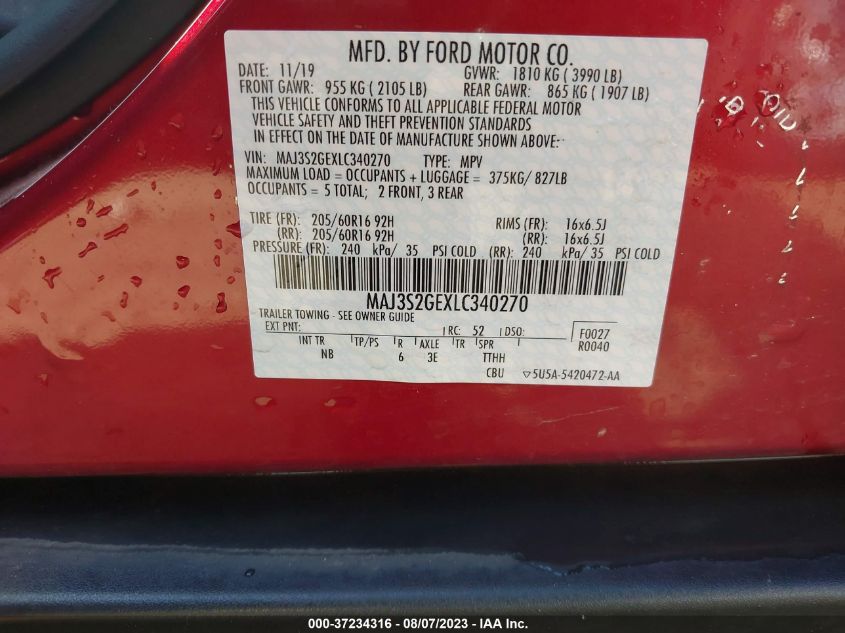 MFD. BY FORD MOTOR CO.
DATE: 11/19 GVWR: 1810 KG ( 3990 LB)
FRONT GAWR: 955 KG ( 2105 LB) REAR GAWR: 865 KG ( 1907 LB)
THIS VEHICLE CONFORMS TO ALL APPLICABLE FEDERAL MOTOR
VEHICLE SAFETY AND THEFT PREVENTION STANDARDS
IN EFFECT ON THE DATE OF MANUFACTURE SHOWN ABOVE:
VIN: MAJ3S2GEXLC340270 TYPE: MPV
MAXIMUM LOAD = OCCUPANTS + LUGGAGE = 375KG/ 827LB
OCCUPANTS = 5 TOTAL; 2 FRONT, 3 REAR
TIRE (FR): 205/60R16 92H RIMS (FR): 16x6.5J
(RR): 205/60R16 92H (RR): 16x6.5J
PRESSURE (FR): 240 kPa/ 35 PSI COLD (RR): 240 kPa/ 35 PSI COLD
MAJ3S2GEXLC340270
TRAILER TOWING - SEE OWNER GUIDE
EXT PNT: RC: 52 DSO: F0027
R0040
INT TR TP/PS R AXLE TR SPR
NB 6 3E TTHH
CBU ▽5U5A-5420472-AA
000-37234316 - 08/07/2023 - IAA Inc.